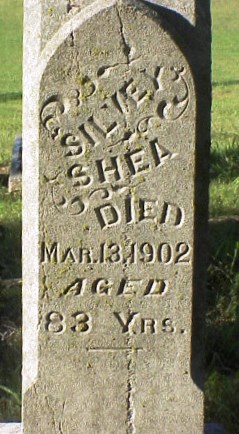 SILVEY
SHEA
DIED
MAR. 13, 1902
AGED
83 YRS.